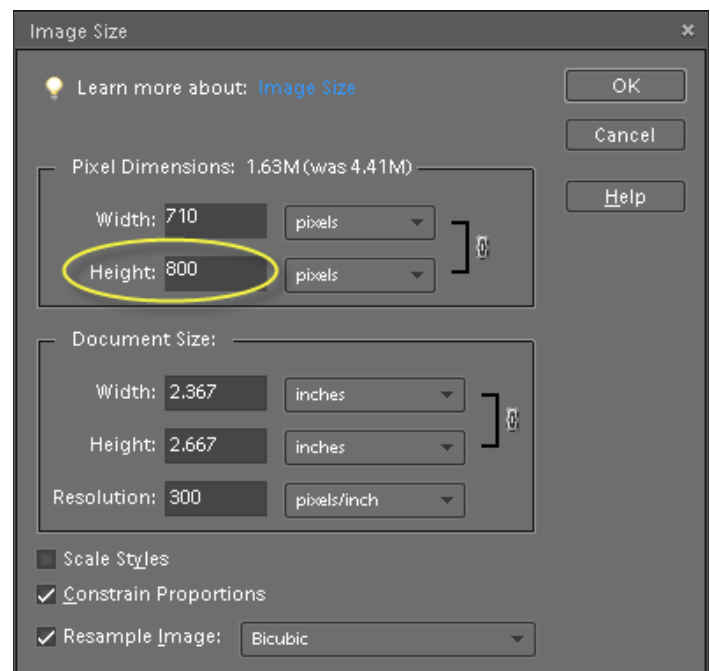 Image Size
Learn more about: Image Size
OK
Cancel
Help
Pixel Dimensions: 1.63M (was 4.41M)
Width: 710 pixels
Height: 800 pixels
Document Size:
Width: 2.367 inches
Height: 2.667 inches
Resolution: 300 pixels/inch
Scale Styles
Constrain Proportions
Resample Image: Bicubic